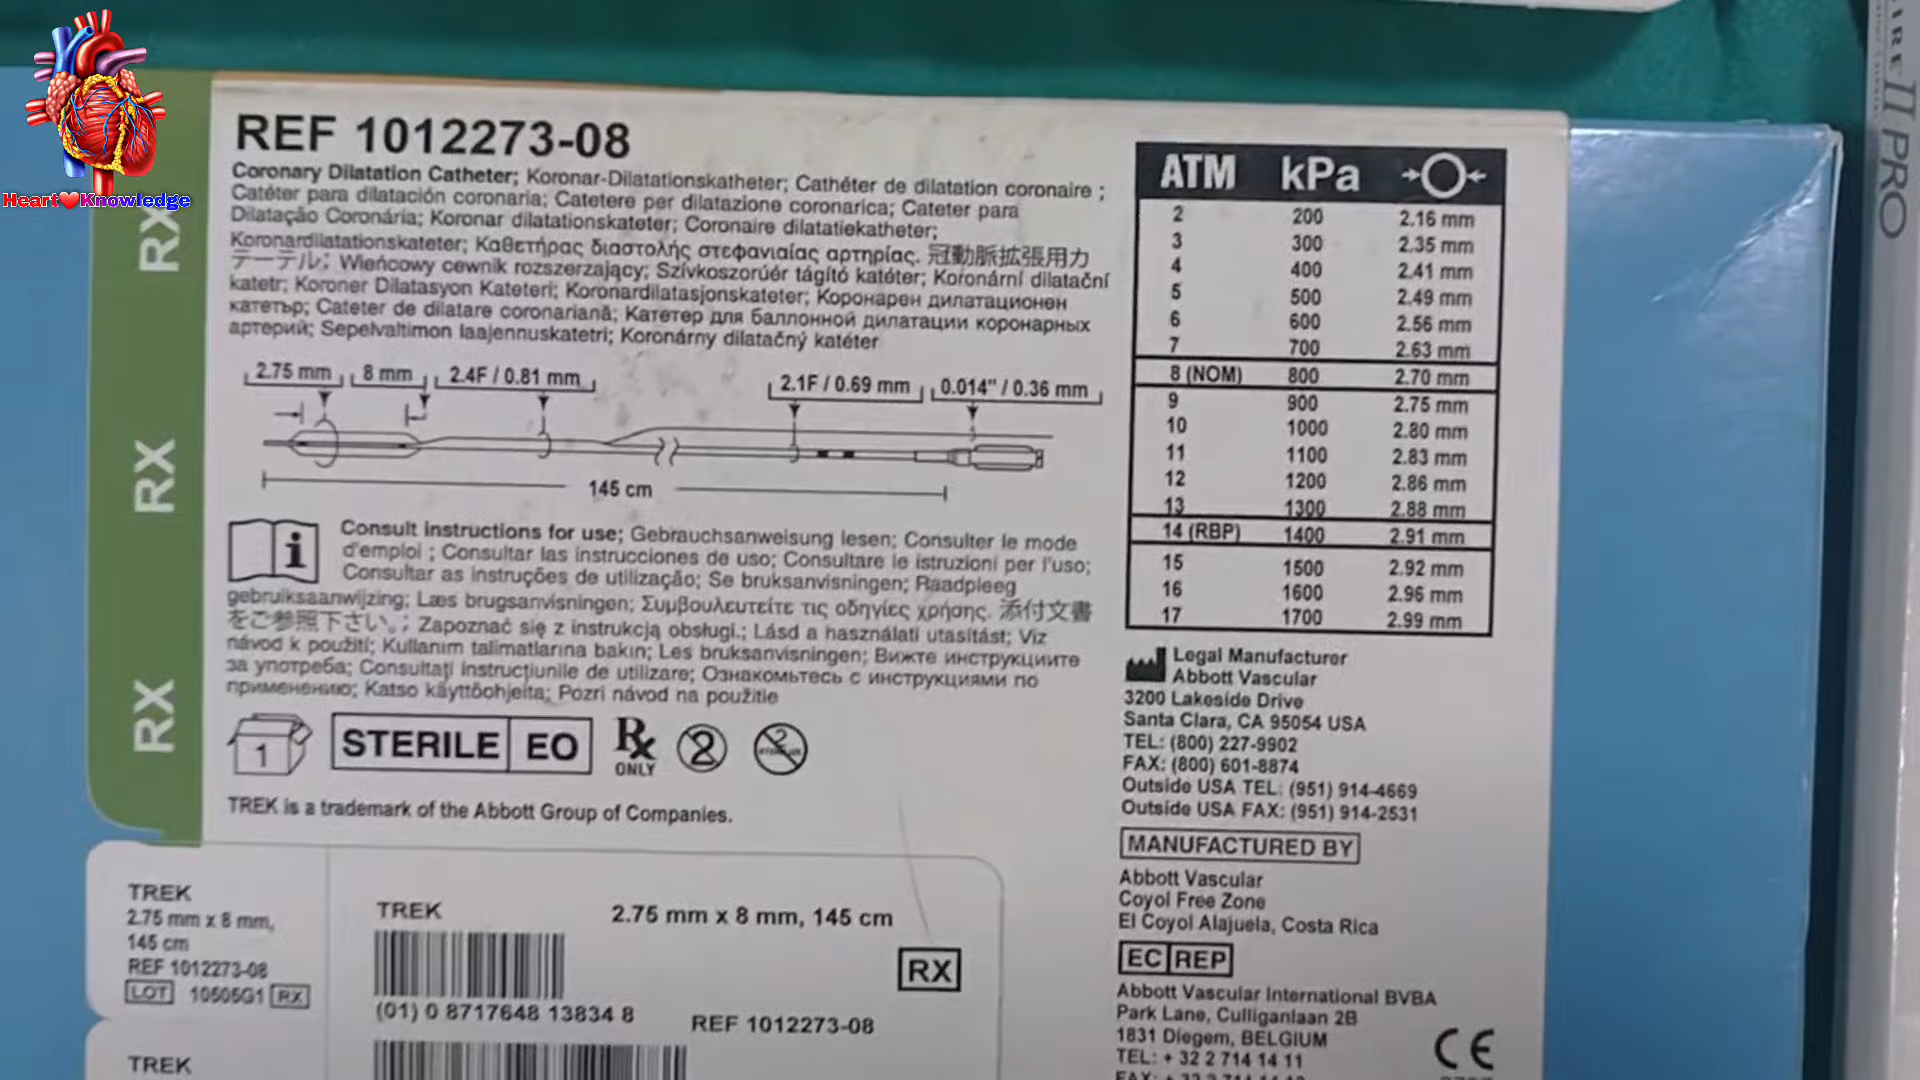 Heart❤Knowledge
RX
RX
RX
REF 1012273-08
Coronary Dilatation Catheter; Koronar-Dilatationskatheter; Cathéter de dilatation coronaire ;
Catéter para dilatación coronaria; Catetere per dilatazione coronarica; Cateter para
Dilatação Coronária; Koronar dilatationskateter; Coronaire dilatatiekatheter;
Koronardilatationskateter; Καθετήρας διαστολής στεφανιαίας αρτηρίας. 冠動脈拡張用カ
テーテル; Wieńcowy cewnik rozszerzający; Szívkoszorúér tágító katéter; Koronární dilatační
katetr; Koroner Dilatasyon Kateteri; Koronardilatasjonskateter; Коронарен дилатационен
катетър; Cateter de dilatare coronariană; Катетер для баллонной дилатации коронарных
артерий; Sepelvaltimon laajennuskatetri; Koronárny dilatačný katéter
2.75 mm 8 mm 2.4F / 0.81 mm 2.1F / 0.69 mm 0.014" / 0.36 mm
145 cm
Consult instructions for use; Gebrauchsanweisung lesen; Consulter le mode
d'emploi ; Consultar las instrucciones de uso; Consultare le istruzioni per l'uso;
Consultar as instruções de utilização; Se bruksanvisningen; Raadpleeg
gebruiksaanwijzing; Læs brugsanvisningen; Συμβουλευτείτε τις οδηγίες χρήσης. 添付文書
をご参照下さい。; Zapoznać się z instrukcją obsługi.; Lásd a használati utasítást; Viz
návod k použití; Kullanım talimatlarına bakın; Les bruksanvisningen; Вижте инструкциите
за употреба; Consultaţi instrucţiunile de utilizare; Ознакомьтесь с инструкциями по
применению; Katso käyttöohjeita; Pozri návod na použitie
1 STERILE EO Rx ONLY 2
TREK is a trademark of the Abbott Group of Companies.
ATM kPa
2 200 2.16 mm
3 300 2.35 mm
4 400 2.41 mm
5 500 2.49 mm
6 600 2.56 mm
7 700 2.63 mm
8 (NOM) 800 2.70 mm
9 900 2.75 mm
10 1000 2.80 mm
11 1100 2.83 mm
12 1200 2.86 mm
13 1300 2.88 mm
14 (RBP) 1400 2.91 mm
15 1500 2.92 mm
16 1600 2.96 mm
17 1700 2.99 mm
Legal Manufacturer
Abbott Vascular
3200 Lakeside Drive
Santa Clara, CA 95054 USA
TEL: (800) 227-9902
FAX: (800) 601-8874
Outside USA TEL: (951) 914-4669
Outside USA FAX: (951) 914-2531
MANUFACTURED BY
Abbott Vascular
Coyol Free Zone
El Coyol Alajuela, Costa Rica
EC REP
Abbott Vascular International BVBA
Park Lane, Culliganlaan 2B
1831 Diegem, BELGIUM
TEL: + 32 2 714 14 11
CE
TREK
2.75 mm x 8 mm,
145 cm
REF 1012273-08
LOT 10505G1 RX
TREK
TREK 2.75 mm x 8 mm, 145 cm
RX
(01) 0 8717648 13834 8
REF 1012273-08
II PRO